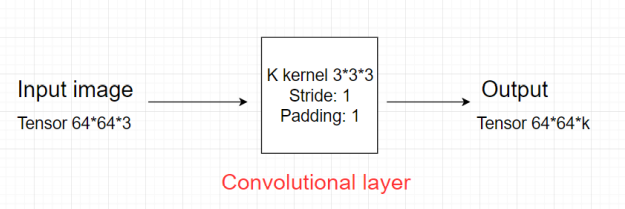 Input image
Tensor 64*64*3
K kernel 3*3*3
Stride: 1
Padding: 1
Output
Tensor 64*64*k
Convolutional layer